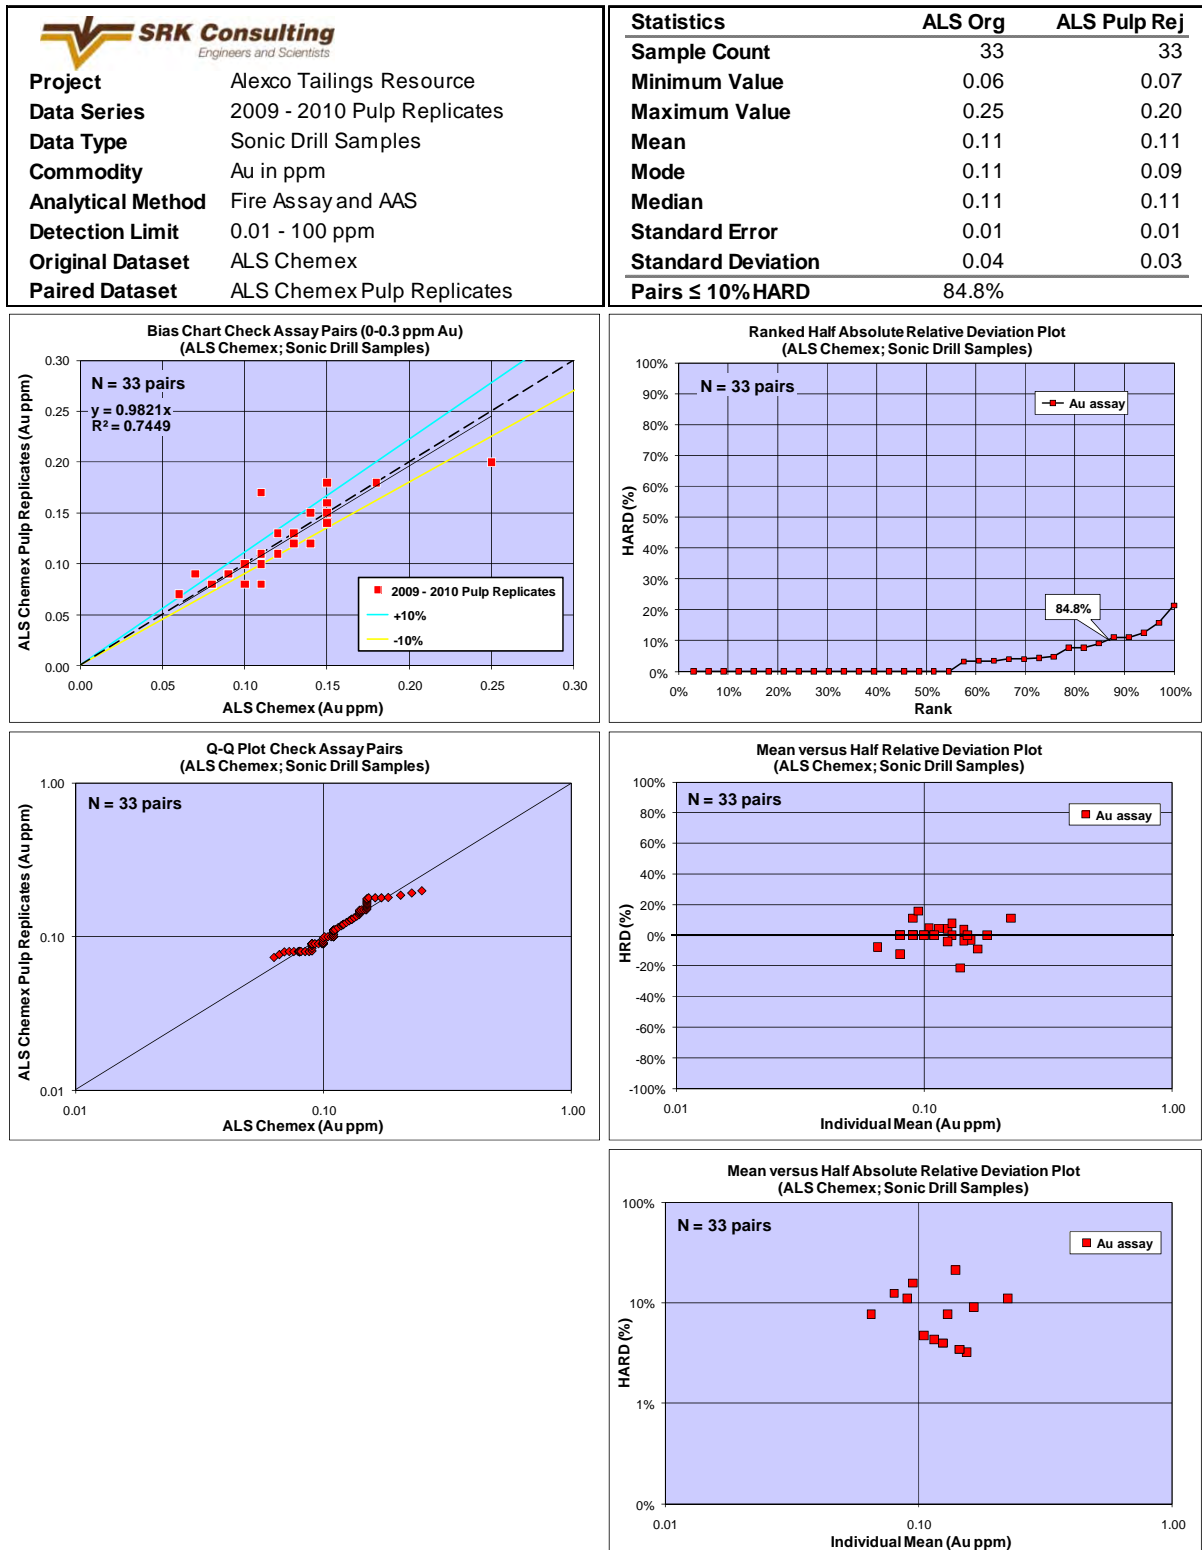 SRK Consulting
Engineers and Scientists
Project Alexco Tailings Resource
Data Series 2009 - 2010 Pulp Replicates
Data Type Sonic Drill Samples
Commodity Au in ppm
Analytical Method Fire Assay and AAS
Detection Limit 0.01 - 100 ppm
Original Dataset ALS Chemex
Paired Dataset ALS Chemex Pulp Replicates
Statistics ALS Org ALS Pulp Rej
Sample Count 33 33
Minimum Value 0.06 0.07
Maximum Value 0.25 0.20
Mean 0.11 0.11
Mode 0.11 0.09
Median 0.11 0.11
Standard Error 0.01 0.01
Standard Deviation 0.04 0.03
Pairs ≤ 10% HARD 84.8%
Bias Chart Check Assay Pairs (0-0.3 ppm Au)
(ALS Chemex; Sonic Drill Samples)
N = 33 pairs
y = 0.9821x
R² = 0.7449
ALS Chemex Pulp Replicates (Au ppm)
0.30
0.25
0.20
0.15
0.10
0.05
0.00
2009 - 2010 Pulp Replicates
+10%
-10%
0.00 0.05 0.10 0.15 0.20 0.25 0.30
ALS Chemex (Au ppm)
Ranked Half Absolute Relative Deviation Plot
(ALS Chemex; Sonic Drill Samples)
N = 33 pairs
Au assay
84.8%
HARD (%)
100%
90%
80%
70%
60%
50%
40%
30%
20%
10%
0%
0% 10% 20% 30% 40% 50% 60% 70% 80% 90% 100%
Rank
Q-Q Plot Check Assay Pairs
(ALS Chemex; Sonic Drill Samples)
N = 33 pairs
ALS Chemex Pulp Replicates (Au ppm)
1.00
0.10
0.01
0.01 0.10 1.00
ALS Chemex (Au ppm)
Mean versus Half Relative Deviation Plot
(ALS Chemex; Sonic Drill Samples)
N = 33 pairs
Au assay
HRD (%)
100%
80%
60%
40%
20%
0%
-20%
-40%
-60%
-80%
-100%
0.01 0.10 1.00
Individual Mean (Au ppm)
Mean versus Half Absolute Relative Deviation Plot
(ALS Chemex; Sonic Drill Samples)
N = 33 pairs
Au assay
HARD (%)
100%
10%
1%
0%
0.01 0.10 1.00
Individual Mean (Au ppm)